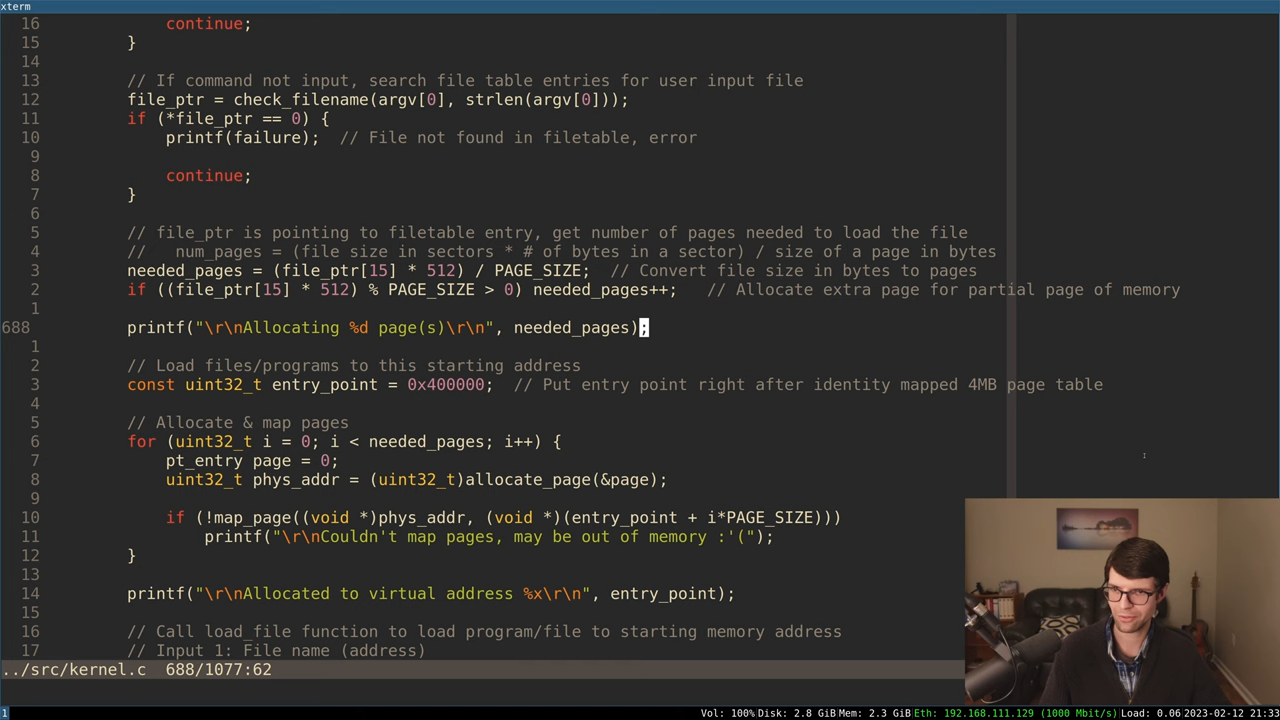 xterm
16 continue;
15 }
14
13 // If command not input, search file table entries for user input file
12 file_ptr = check_filename(argv[0], strlen(argv[0]));
11 if (*file_ptr == 0) {
10 printf(failure); // File not found in filetable, error
9
8 continue;
7 }
6
5 // file_ptr is pointing to filetable entry, get number of pages needed to load the file
4 // num_pages = (file size in sectors * # of bytes in a sector) / size of a page in bytes
3 needed_pages = (file_ptr[15] * 512) / PAGE_SIZE; // Convert file size in bytes to pages
2 if ((file_ptr[15] * 512) % PAGE_SIZE > 0) needed_pages++; // Allocate extra page for partial page of memory
1
688 printf("\r\nAllocating %d page(s)\r\n", needed_pages);
1
2 // Load files/programs to this starting address
3 const uint32_t entry_point = 0x400000; // Put entry point right after identity mapped 4MB page table
4
5 // Allocate & map pages
6 for (uint32_t i = 0; i < needed_pages; i++) {
7 pt_entry page = 0;
8 uint32_t phys_addr = (uint32_t)allocate_page(&page);
9
10 if (!map_page((void *)phys_addr, (void *)(entry_point + i*PAGE_SIZE)))
11 printf("\r\nCouldn't map pages, may be out of memory :'(");
12 }
13
14 printf("\r\nAllocated to virtual address %x\r\n", entry_point);
15
16 // Call load_file function to load program/file to starting memory address
17 // Input 1: File name (address)
../src/kernel.c 688/1077:62
1 Vol: 100% Disk: 2.8 GiB Mem: 2.3 GiB Eth: 192.168.111.129 (1000 Mbit/s) Load: 0.06 2023-02-12 21:33